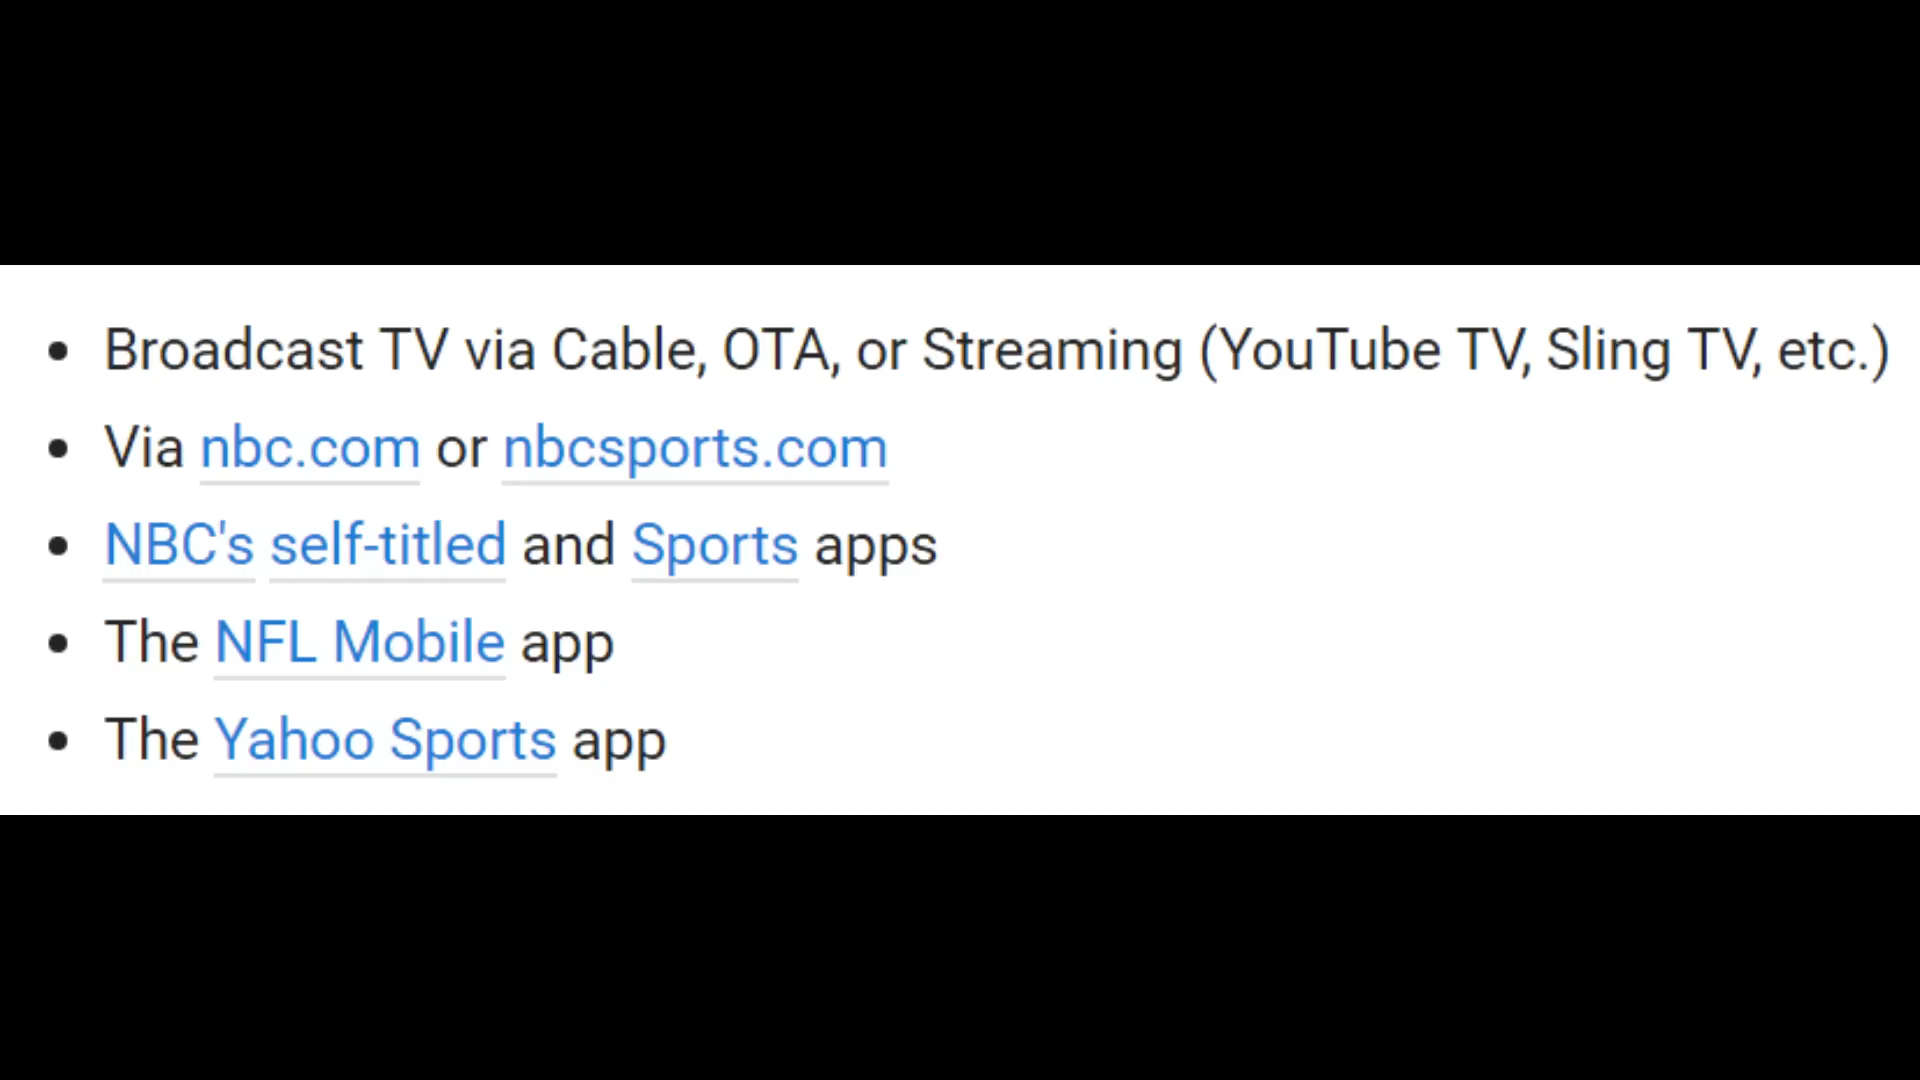 • Broadcast TV via Cable, OTA, or Streaming (YouTube TV, Sling TV, etc.)
• Via nbc.com or nbcsports.com
• NBC's self-titled and Sports apps
• The NFL Mobile app
• The Yahoo Sports app